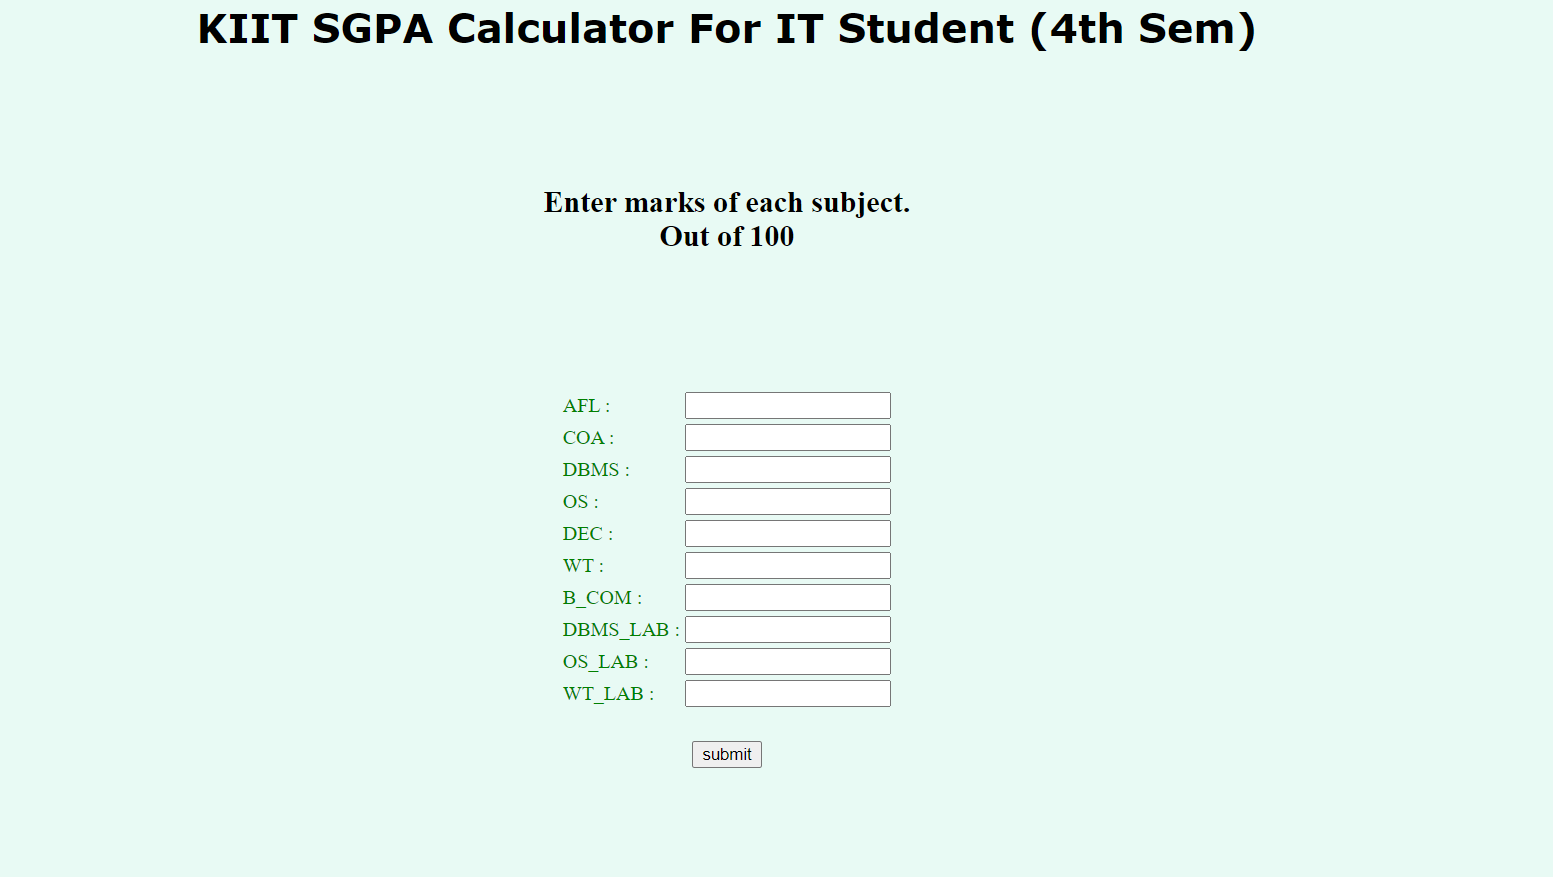 KIIT SGPA Calculator For IT Student (4th Sem)
Enter marks of each subject.
Out of 100
AFL :
COA :
DBMS :
OS :
DEC :
WT :
B_COM :
DBMS_LAB :
OS_LAB :
WT_LAB :
submit